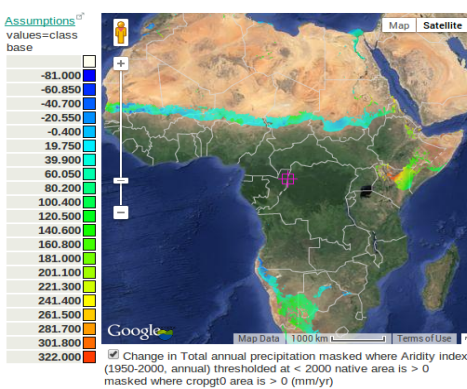 Assumptions
values=class
base
-81.000
-60.850
-40.700
-20.550
-0.400
19.750
39.900
60.050
80.200
100.400
120.500
140.600
160.800
181.000
201.100
221.300
241.400
261.500
281.700
301.800
322.000
Map Satellite
Google
Map Data 1000 km Terms of Use
Change in Total annual precipitation masked where Aridity index
(1950-2000, annual) thresholded at < 2000 native area is > 0
masked where cropgt0 area is > 0 (mm/yr)